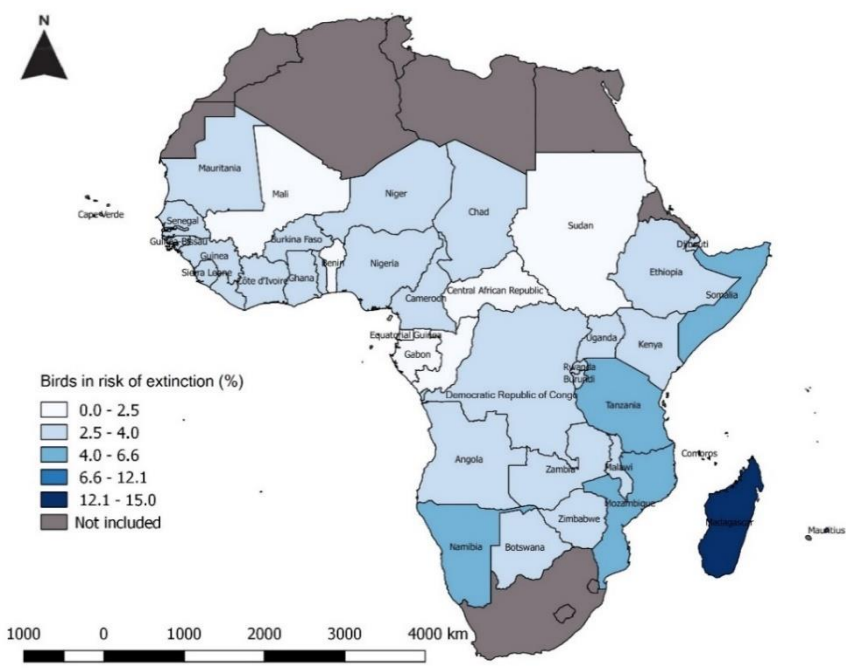 N
Mauritania
Mali
Niger
Chad
Sudan
Cape Verde
Senegal
Guinea-Bissau
Guinea
Sierra Leone
Burkina Faso
Côte d'Ivoire
Ghana
Benin
Nigeria
Cameroon
Central African Republic
Djibouti
Ethiopia
Somalia
Equatorial Guinea
Gabon
Uganda
Kenya
Rwanda
Burundi
Democratic Republic of Congo
Tanzania
Comoros
Angola
Zambia
Malawi
Mozambique
Zimbabwe
Namibia
Botswana
Madagascar
Mauritius
Birds in risk of extinction (%)
0.0 - 2.5
2.5 - 4.0
4.0 - 6.6
6.6 - 12.1
12.1 - 15.0
Not included
1000 0 1000 2000 3000 4000 km